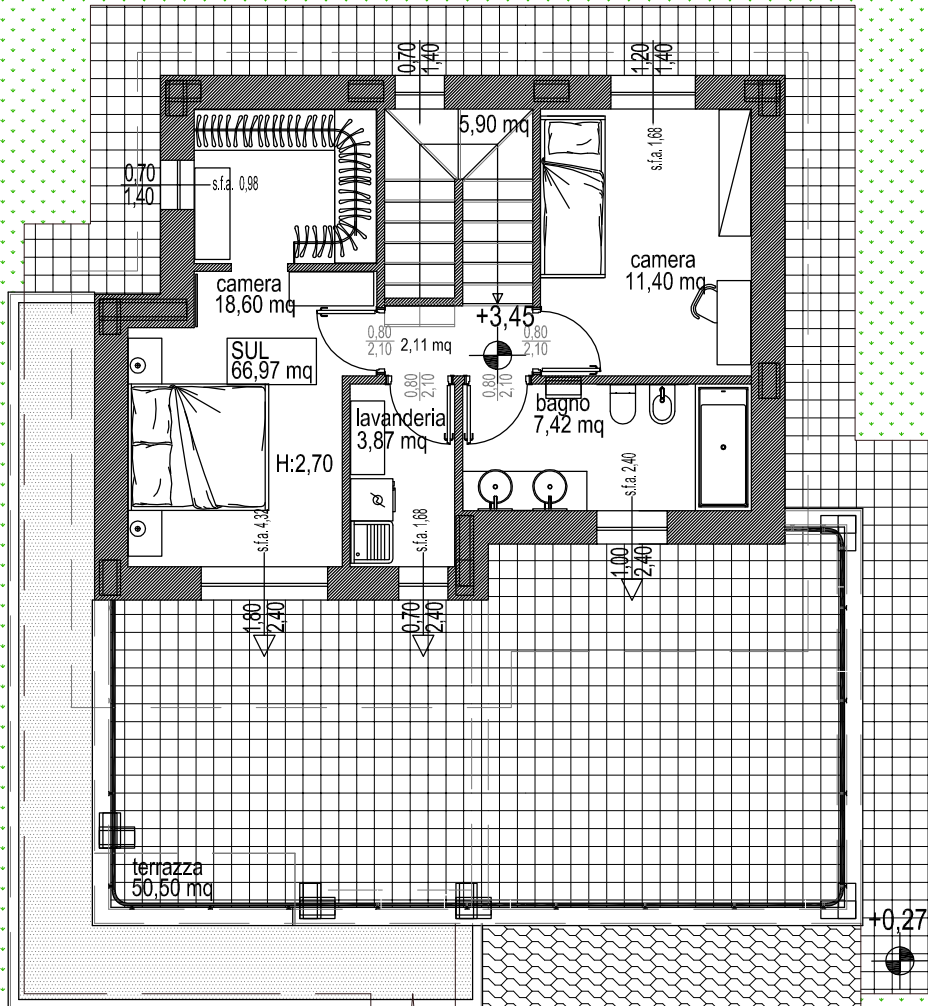 0,70
1,40
1,20
1,40
5,90 mq
s.f.a. 1,68
0,70
1,40
s.f.a. 0,98
camera
11,40 mq
camera
18,60 mq
+3,45
0,80
2,10
2,11 mq
0,80
2,10
SUL
66,97 mq
0,80
2,10
0,80
2,10
lavanderia
3,87 mq
bagno
7,42 mq
H:2,70
s.f.a. 2,40
s.f.a. 4,32
s.f.a. 1,68
1,00
2,40
1,80
2,40
0,70
2,40
terrazza
50,50 mq
+0,27